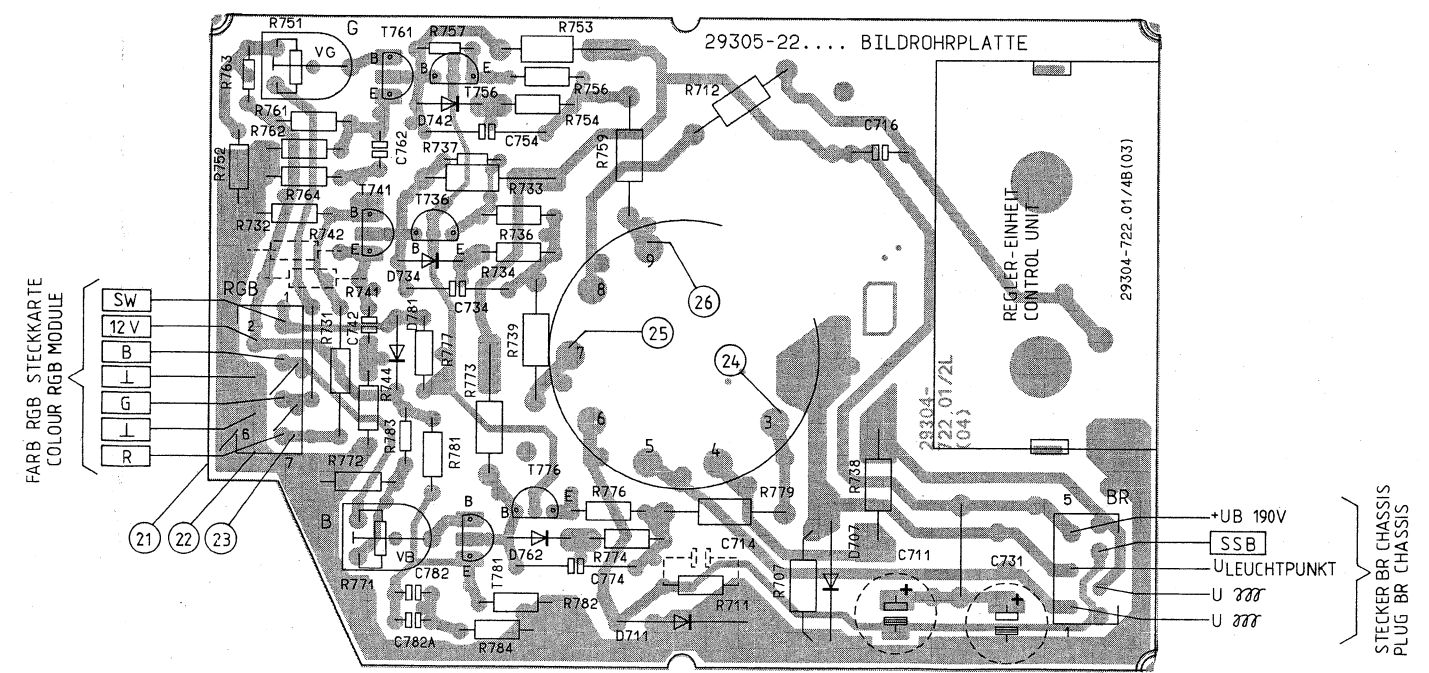 29305-22.... BILDROHRPLATTE
R751
G
T761
R757
R753
VG
B
E
B
E
R763
T756
R756
R712
D742
R754
R761
R762
C762
C754
C716
R752
R737
R759
R764
T741
T736
R733
R732
B
R742
E
B
E
R736
D734
R734
R741
C734
9
8
26
REGLER-EINHEIT
CONTROL UNIT
29304-722.01/4B(03)
FARB RGB STECKKARTE
COLOUR RGB MODULE
RGB
SW
12 V
B
⊥
G
⊥
R
1
2
6
7
R731
C742
D781
R777
R744
R773
R739
7
25
24
3
6
5
4
29304-
722.01/2L
(04)
R783
R781
R772
T776
B
E
R776
R779
R738
21
22
23
B
VB
B
E
D762
R774
C714
D707
C711
C731
R771
C782
T781
C774
R707
R782
R711
C782A
R784
D711
+
+
5
BR
1
+UB 190V
SSB
ULEUCHTPUNKT
U
U
STECKER BR CHASSIS
PLUG BR CHASSIS